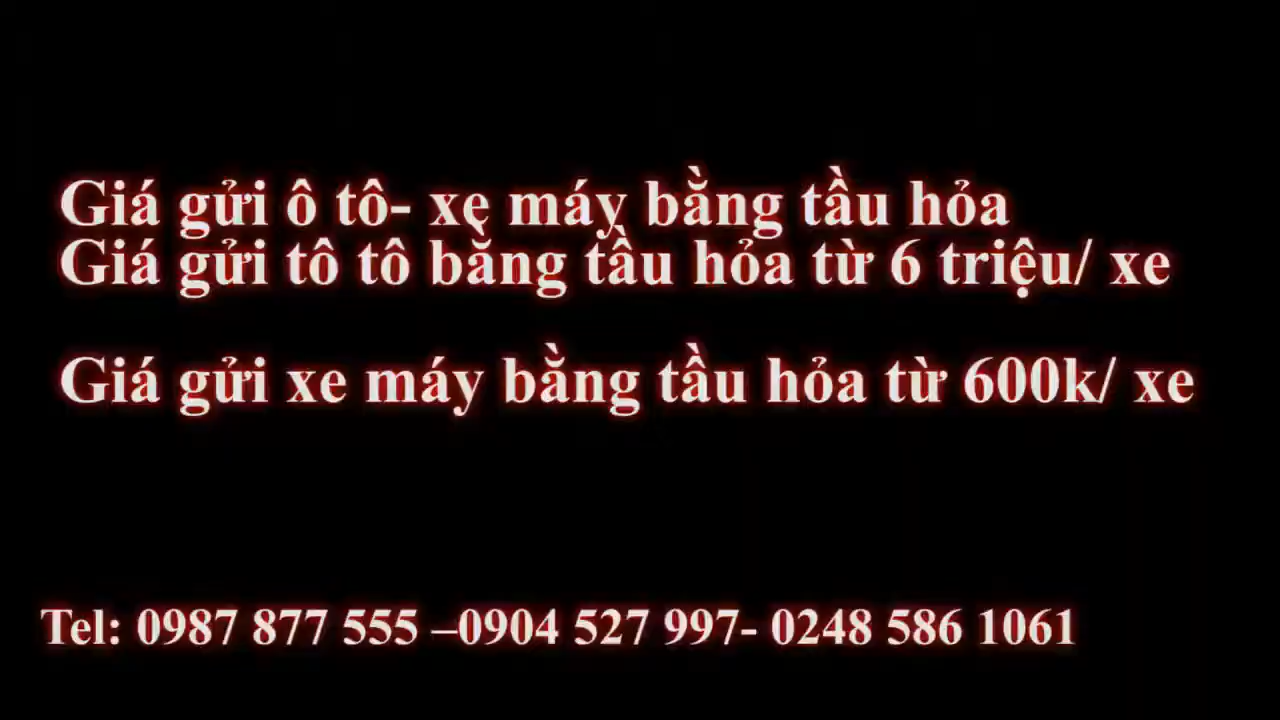 Giá gửi ô tô- xe máy bằng tầu hỏa
Giá gửi tô tô bằng tầu hỏa từ 6 triệu/ xe
Giá gửi xe máy bằng tầu hỏa từ 600k/ xe
Tel: 0987 877 555 –0904 527 997- 0248 586 1061